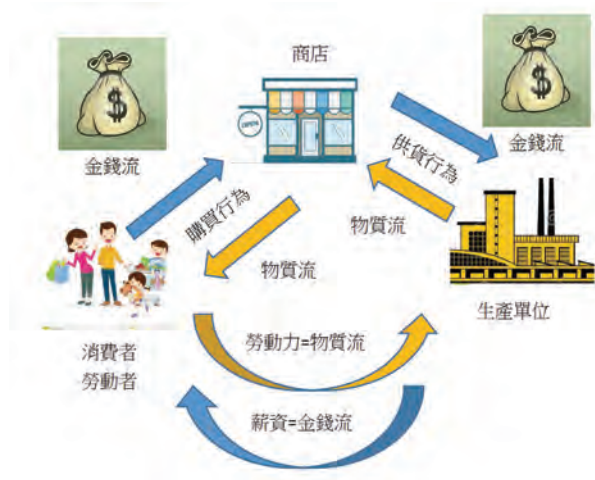 商店
金錢流
金錢流
供貨行為
購買行為
物質流
物質流
生產單位
消費者
勞動者
勞動力=物質流
薪資=金錢流
$
$
OPEN